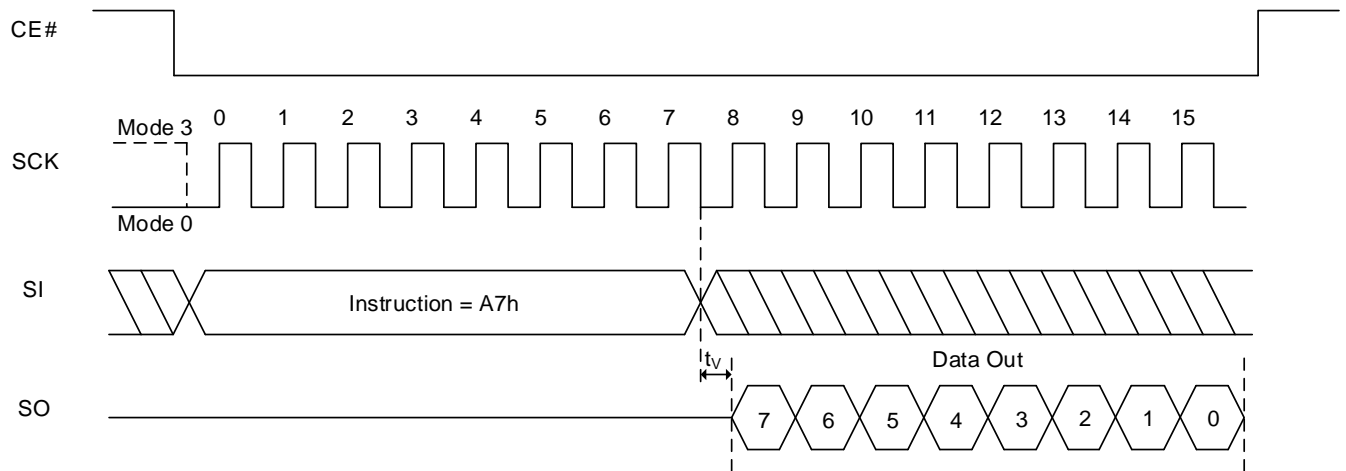 CE#
Mode 3
0 1 2 3 4 5 6 7 8 9 10 11 12 13 14 15
SCK
Mode 0
SI
Instruction = A7h
tV
Data Out
SO
7 6 5 4 3 2 1 0